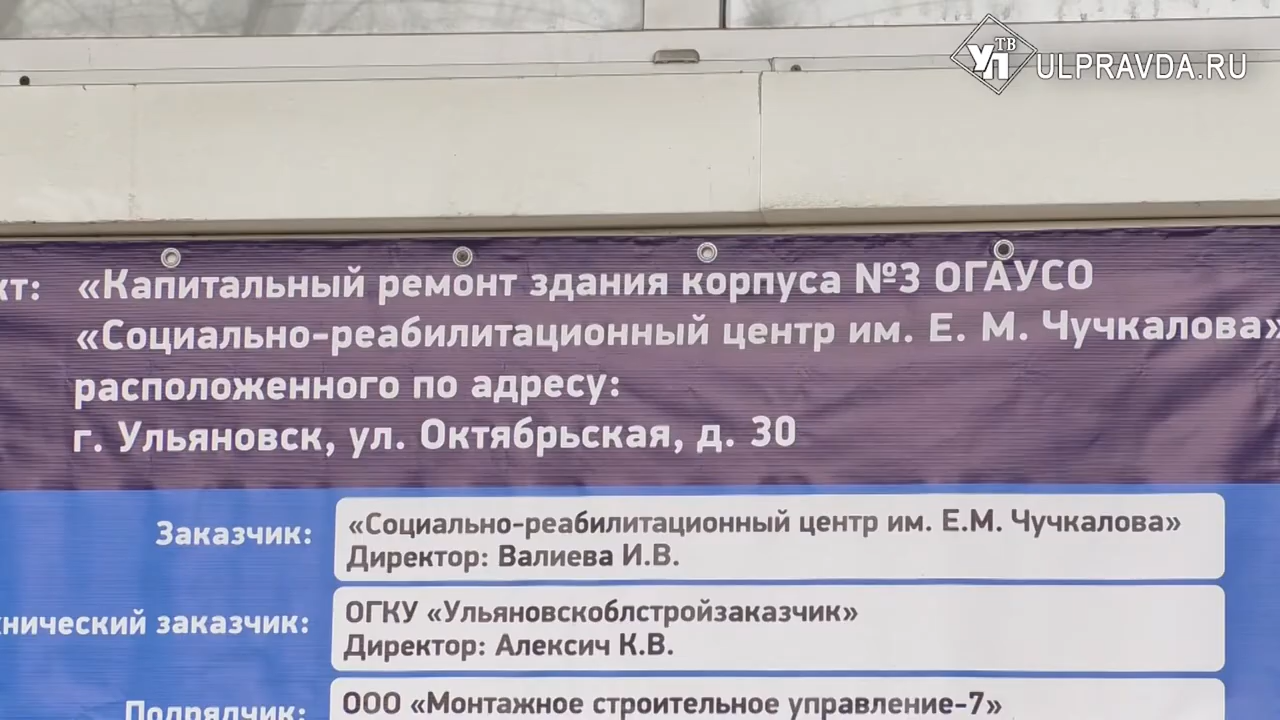 УП ТВ ULPRAVDA.RU
кт: «Капитальный ремонт здания корпуса №3 ОГАУСО
«Социально-реабилитационный центр им. Е. М. Чучкалова»
расположенного по адресу:
г. Ульяновск, ул. Октябрьская, д. 30
Заказчик: «Социально-реабилитационный центр им. Е.М. Чучкалова»
Директор: Валиева И.В.
хнический заказчик: ОГКУ «Ульяновскоблстройзаказчик»
Директор: Алексич К.В.
Подрядчик: ООО «Монтажное строительное управление-7»